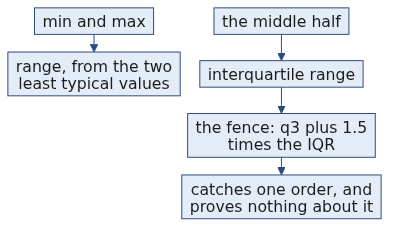 min and max
range, from the two
least typical values
the middle half
interquartile range
the fence: q3 plus 1.5
times the IQR
catches one order, and
proves nothing about it